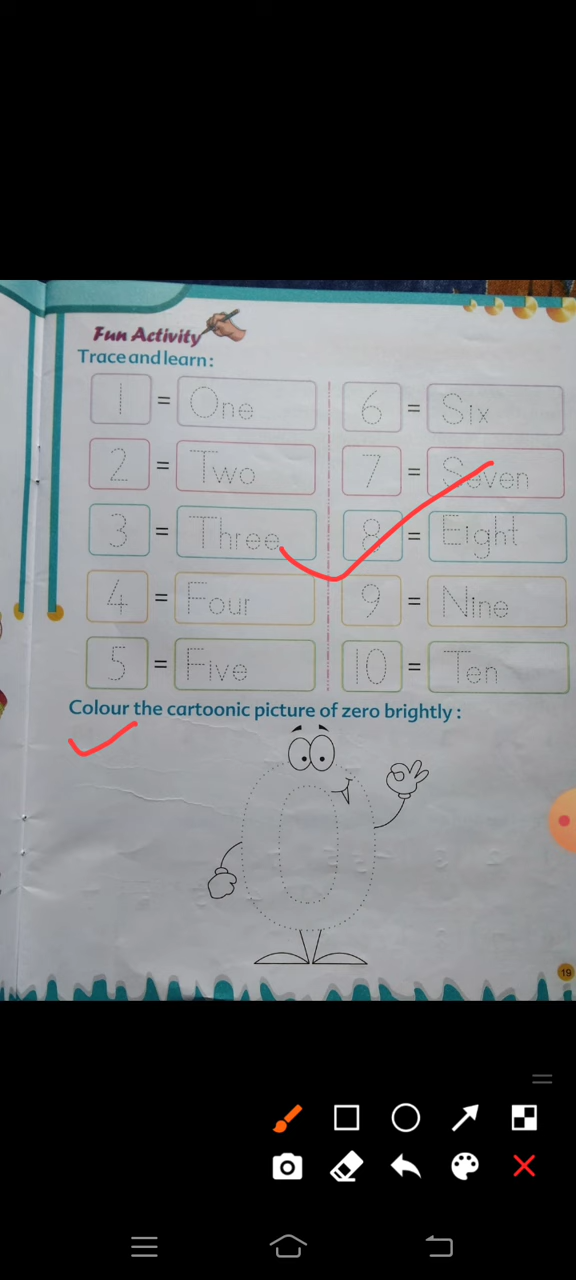 Fun Activity
Trace and learn:
1 = One
2 = Two
3 = Three
4 = Four
5 = Five
6 = Six
7 = Seven
8 = Eight
9 = Nine
10 = Ten
Colour the cartoonic picture of zero brightly :
0
19